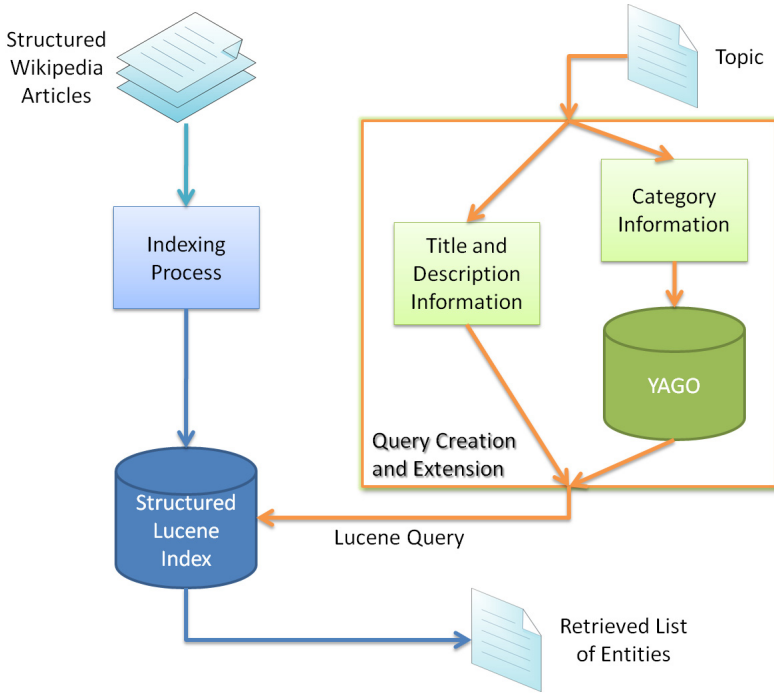 Structured
Wikipedia
Articles
Topic
Category
Information
Indexing
Process
Title and
Description
Information
YAGO
Query Creation
and Extension
Structured
Lucene
Index
Lucene Query
Retrieved List
of Entities